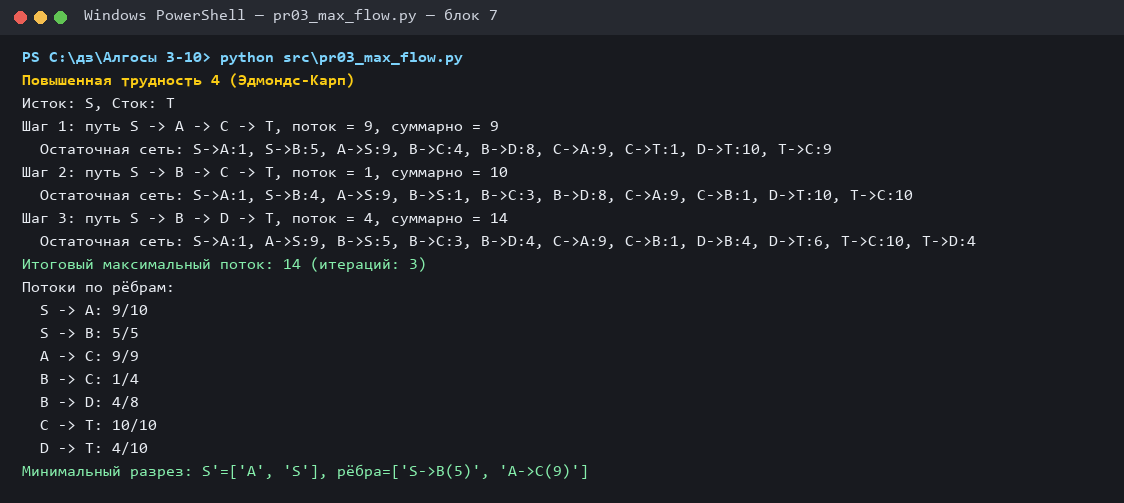 Windows PowerShell — pr03_max_flow.py — блок 7
PS C:\дз\Алгосы 3-10> python src\pr03_max_flow.py
Повышенная трудность 4 (Эдмондс-Карп)
Исток: S, Сток: T
Шаг 1: путь S -> A -> C -> T, поток = 9, суммарно = 9
  Остаточная сеть: S->A:1, S->B:5, A->S:9, B->C:4, B->D:8, C->A:9, C->T:1, D->T:10, T->C:9
Шаг 2: путь S -> B -> C -> T, поток = 1, суммарно = 10
  Остаточная сеть: S->A:1, S->B:4, A->S:9, B->S:1, B->C:3, B->D:8, C->A:9, C->B:1, D->T:10, T->C:10
Шаг 3: путь S -> B -> D -> T, поток = 4, суммарно = 14
  Остаточная сеть: S->A:1, A->S:9, B->S:5, B->C:3, B->D:4, C->A:9, C->B:1, D->B:4, D->T:6, T->C:10, T->D:4
Итоговый максимальный поток: 14 (итераций: 3)
Потоки по рёбрам:
  S -> A: 9/10
  S -> B: 5/5
  A -> C: 9/9
  B -> C: 1/4
  B -> D: 4/8
  C -> T: 10/10
  D -> T: 4/10
Минимальный разрез: S'=['A', 'S'], рёбра=['S->B(5)', 'A->C(9)']